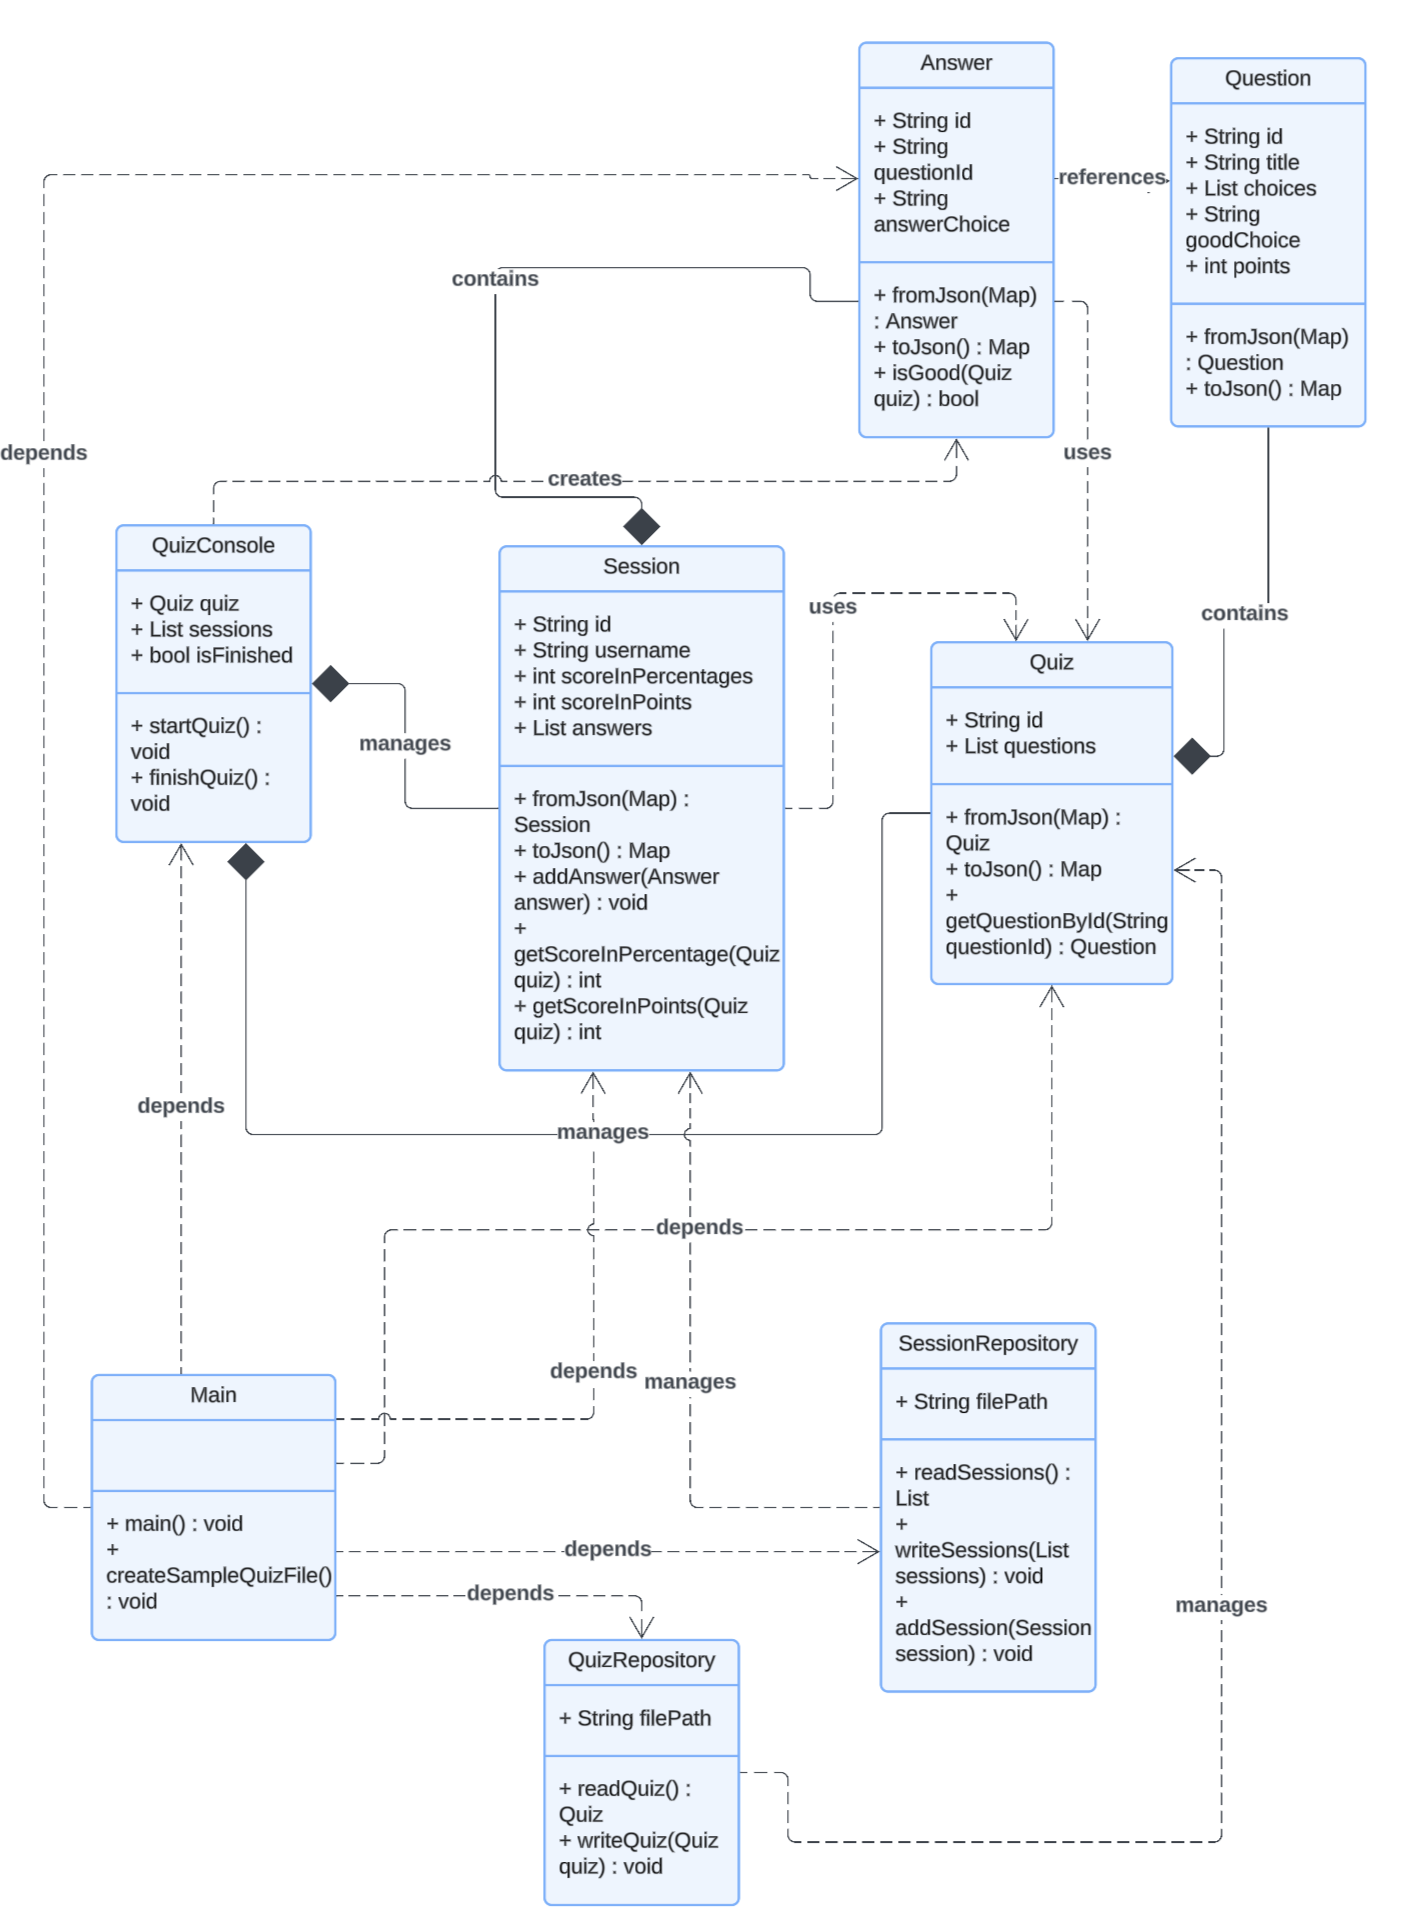 Answer
+ String id
+ String
questionId
+ String
answerChoice
+ fromJson(Map)
: Answer
+ toJson() : Map
+ isGood(Quiz
quiz) : bool
references
Question
+ String id
+ String title
+ List choices
+ String
goodChoice
+ int points
+ fromJson(Map)
: Question
+ toJson() : Map
contains
depends
creates
uses
QuizConsole
+ Quiz quiz
+ List sessions
+ bool isFinished
+ startQuiz() :
void
+ finishQuiz() :
void
manages
Session
+ String id
+ String username
+ int scoreInPercentages
+ int scoreInPoints
+ List answers
+ fromJson(Map) :
Session
+ toJson() : Map
+ addAnswer(Answer
answer) : void
+
getScoreInPercentage(Quiz
quiz) : int
+ getScoreInPoints(Quiz
quiz) : int
uses
contains
Quiz
+ String id
+ List questions
+ fromJson(Map) :
Quiz
+ toJson() : Map
+
getQuestionById(String
questionId) : Question
depends
manages
depends
depends
manages
Main
+ main() : void
+
createSampleQuizFile()
: void
SessionRepository
+ String filePath
+ readSessions() :
List
+
writeSessions(List
sessions) : void
+
addSession(Session
session) : void
depends
depends
manages
QuizRepository
+ String filePath
+ readQuiz() :
Quiz
+ writeQuiz(Quiz
quiz) : void